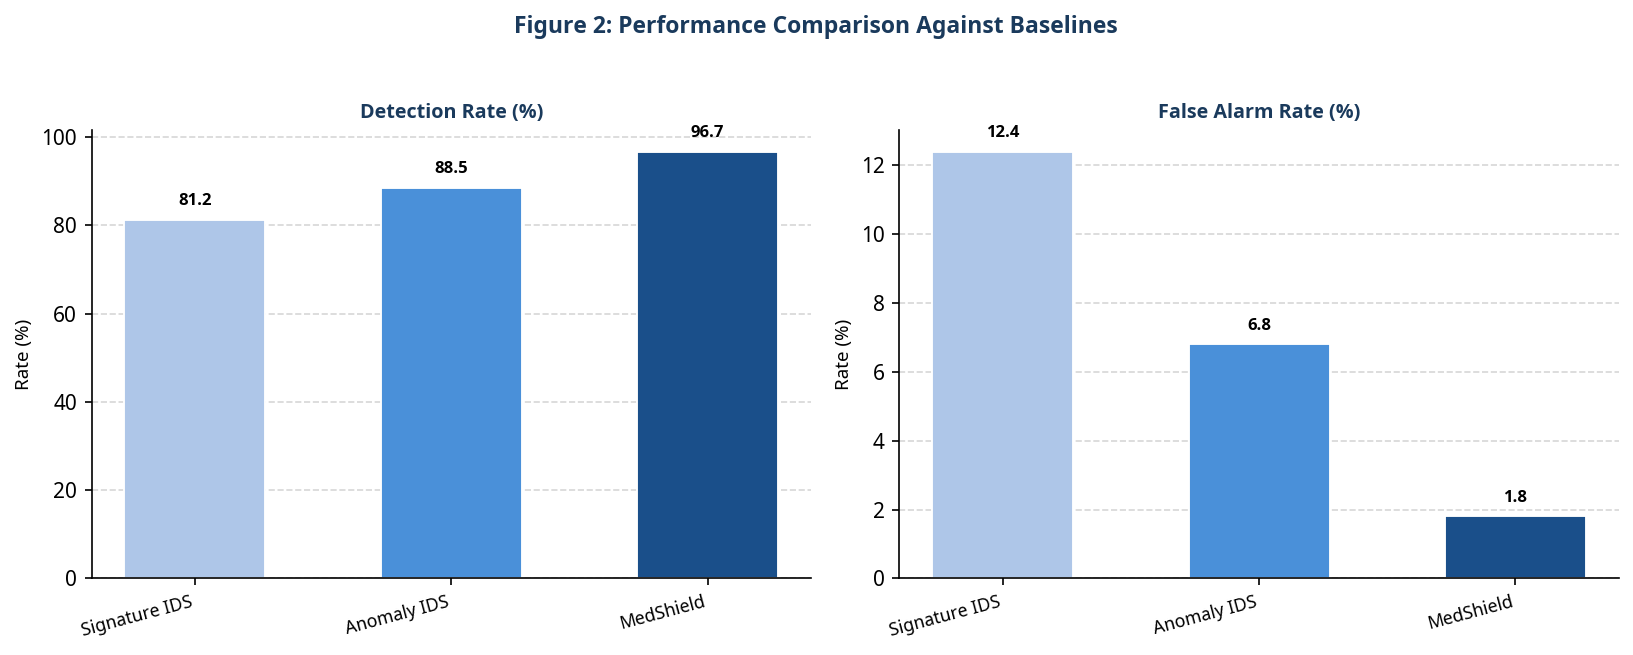 Figure 2: Performance Comparison Against Baselines
Detection Rate (%)
Rate (%)
100
80
60
40
20
0
81.2
88.5
96.7
Signature IDS
Anomaly IDS
MedShield
False Alarm Rate (%)
Rate (%)
12
10
8
6
4
2
0
12.4
6.8
1.8
Signature IDS
Anomaly IDS
MedShield